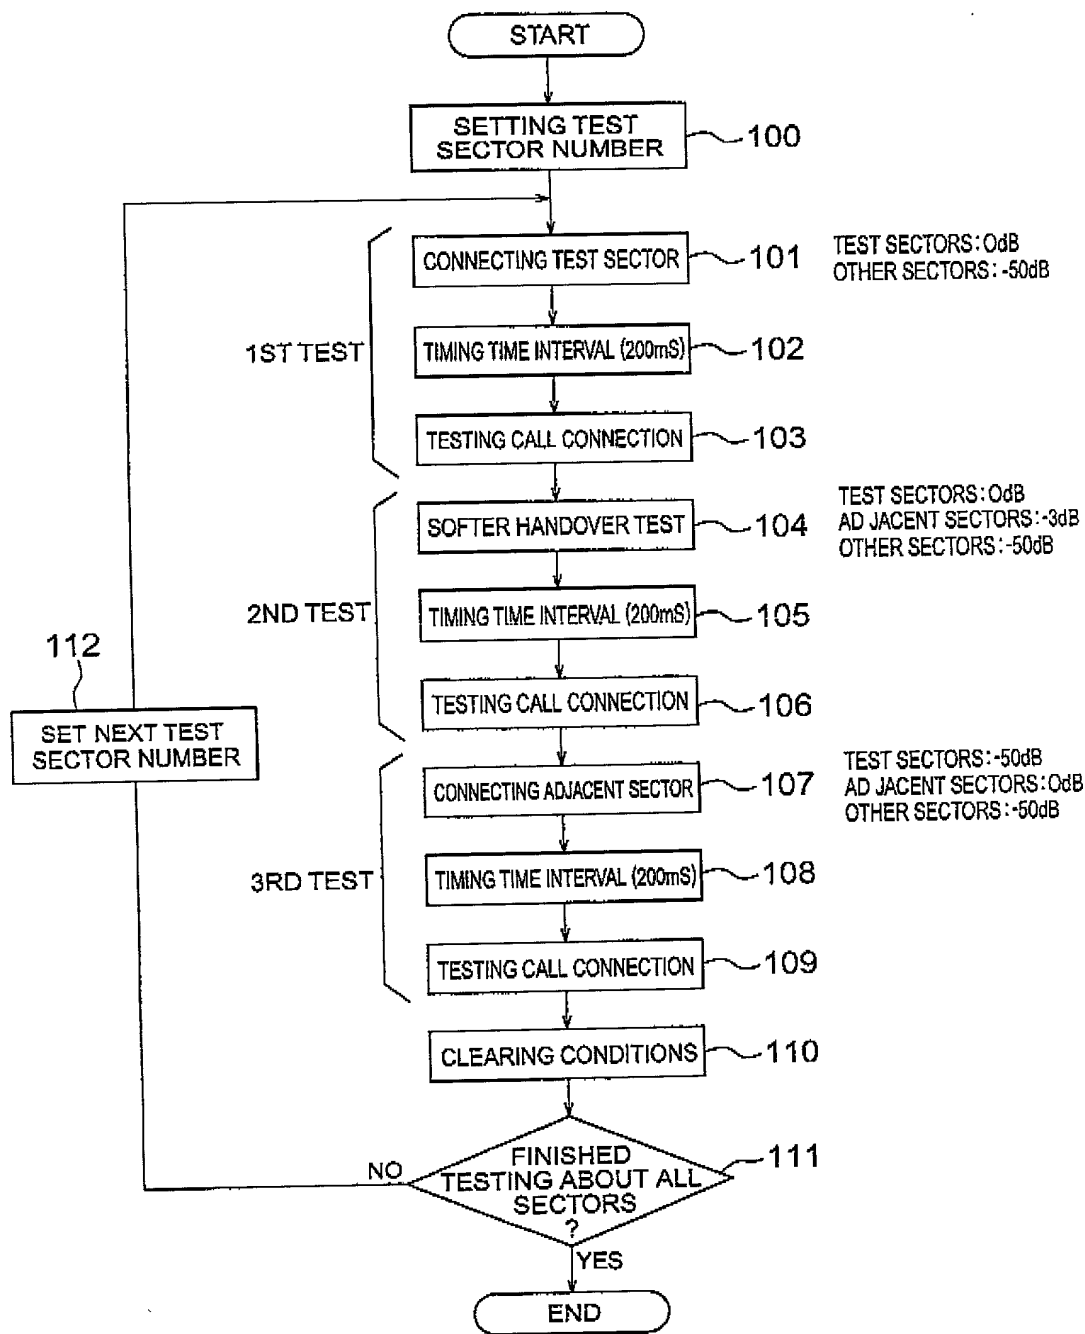 START
SETTING TEST
SECTOR NUMBER
100
CONNECTING TEST SECTOR
101
TEST SECTORS:0dB
OTHER SECTORS:-50dB
1ST TEST
TIMING TIME INTERVAL (200mS)
102
TESTING CALL CONNECTION
103
SOFTER HANDOVER TEST
104
TEST SECTORS:0dB
AD JACENT SECTORS:-3dB
OTHER SECTORS:-50dB
2ND TEST
TIMING TIME INTERVAL (200mS)
105
TESTING CALL CONNECTION
106
112
SET NEXT TEST
SECTOR NUMBER
CONNECTING ADJACENT SECTOR
107
TEST SECTORS:-50dB
AD JACENT SECTORS:0dB
OTHER SECTORS:-50dB
3RD TEST
TIMING TIME INTERVAL (200mS)
108
TESTING CALL CONNECTION
109
CLEARING CONDITIONS
110
FINISHED
TESTING ABOUT ALL
SECTORS
?
111
NO
YES
END